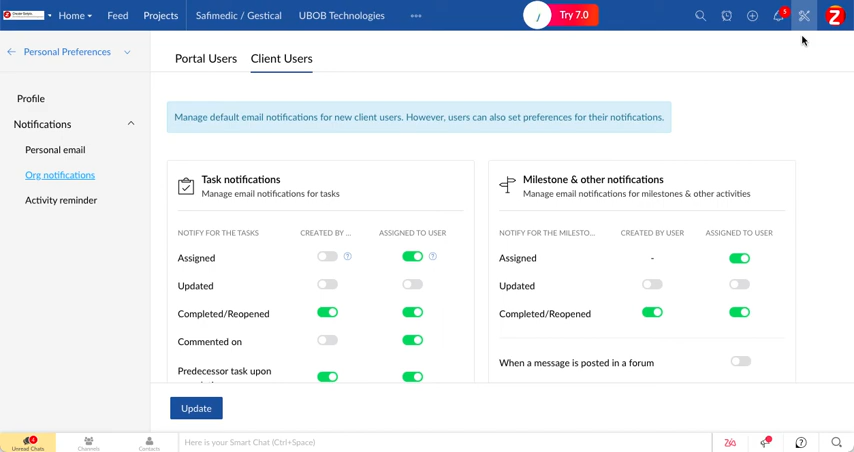 Home
Feed
Projects
Safimedic / Gestical
UBOB Technologies
Try 7.0
5
Z
Personal Preferences
Portal Users
Client Users
Profile
Notifications
Personal email
Org notifications
Activity reminder
Manage default email notifications for new client users. However, users can also set preferences for their notifications.
Task notifications
Manage email notifications for tasks
NOTIFY FOR THE TASKS
CREATED BY ...
ASSIGNED TO USER
Assigned
Updated
Completed/Reopened
Commented on
Predecessor task upon
Milestone & other notifications
Manage email notifications for milestones & other activities
NOTIFY FOR THE MILESTO...
CREATED BY USER
ASSIGNED TO USER
Assigned
-
Updated
Completed/Reopened
When a message is posted in a forum
Update
4
Unread Chats
Channels
Contacts
Here is your Smart Chat (Ctrl+Space)